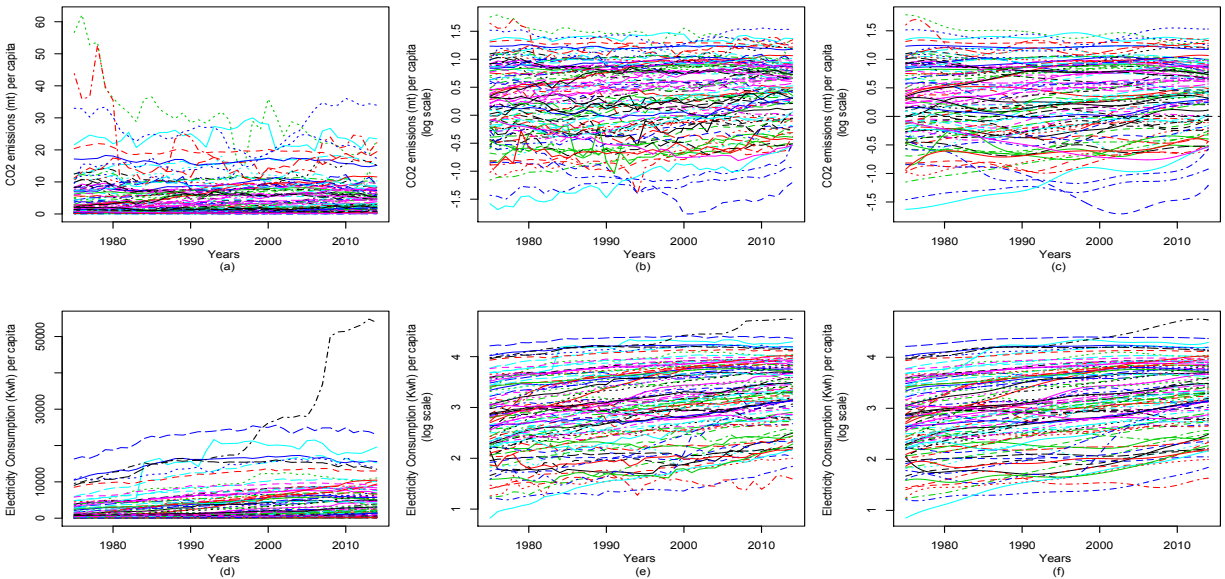 CO2 emissions (mt) per capita
60
50
40
30
20
10
0
1980
1990
2000
2010
Years
(a)
CO2 emissions (mt) per capita
(log scale)
1.5
1.0
0.5
0.0
-0.5
-1.0
-1.5
1980
1990
2000
2010
Years
(b)
CO2 emissions (mt) per capita
(log scale)
1.5
1.0
0.5
0.0
-0.5
-1.0
-1.5
1980
1990
2000
2010
Years
(c)
Electricity Consumption (Kwh) per capita
50000
30000
10000
0
1980
1990
2000
2010
Years
(d)
Electricity Consumption (Kwh) per capita
(log scale)
4
3
2
1
1980
1990
2000
2010
Years
(e)
Electricity Consumption (Kwh) per capita
(log scale)
4
3
2
1
1980
1990
2000
2010
Years
(f)